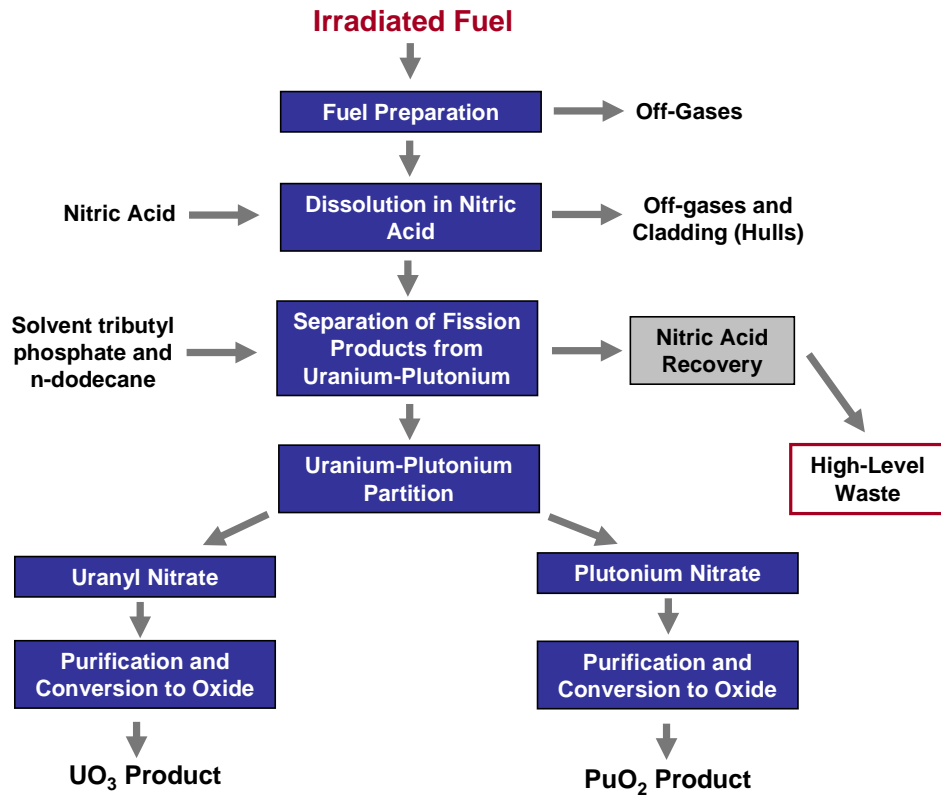 Irradiated Fuel
Fuel Preparation
Off-Gases
Nitric Acid
Dissolution in Nitric
Acid
Off-gases and
Cladding (Hulls)
Solvent tributyl
phosphate and
n-dodecane
Separation of Fission
Products from
Uranium-Plutonium
Nitric Acid
Recovery
High-Level
Waste
Uranium-Plutonium
Partition
Uranyl Nitrate
Plutonium Nitrate
Purification and
Conversion to Oxide
Purification and
Conversion to Oxide
UO₃ Product
PuO₂ Product